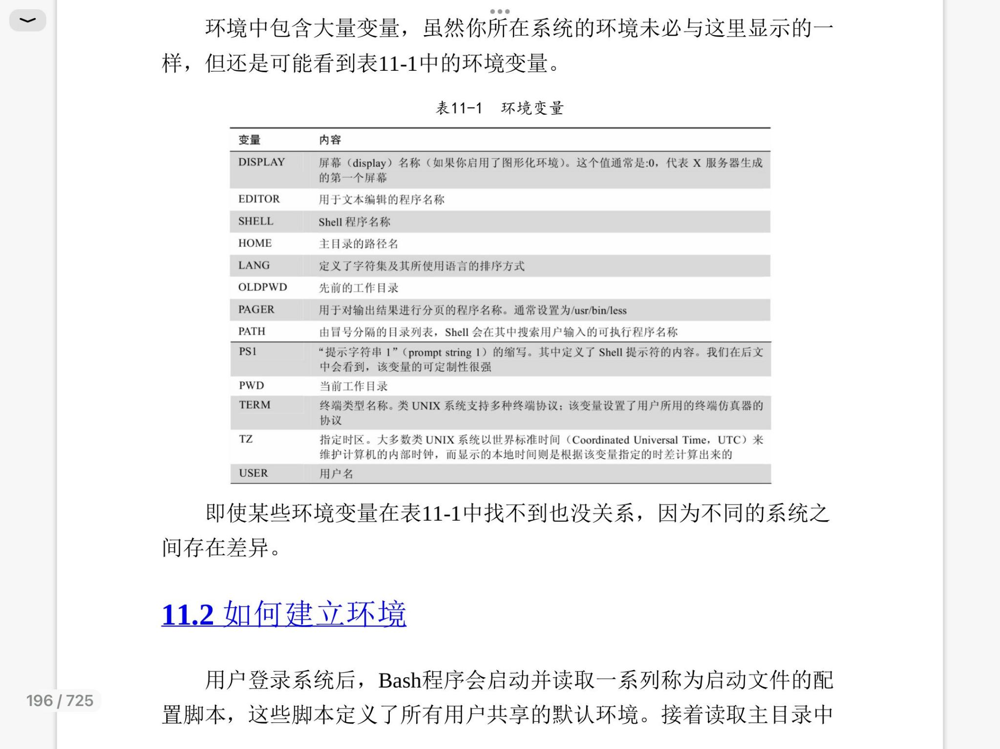 环境中包含大量变量，虽然你所在系统的环境未必与这里显示的一
样，但还是可能看到表11-1中的环境变量。
表11-1 环境变量
变量 内容
DISPLAY 屏幕（display）名称（如果你启用了图形化环境）。这个值通常是:0，代表 X 服务器生成
的第一个屏幕
EDITOR 用于文本编辑的程序名称
SHELL Shell 程序名称
HOME 主目录的路径名
LANG 定义了字符集及其所使用语言的排序方式
OLDPWD 先前的工作目录
PAGER 用于对输出结果进行分页的程序名称。通常设置为/usr/bin/less
PATH 由冒号分隔的目录列表，Shell 会在其中搜索用户输入的可执行程序名称
PS1 “提示字符串 1”（prompt string 1）的缩写。其中定义了 Shell 提示符的内容。我们在后文
中会看到，该变量的可定制性很强
PWD 当前工作目录
TERM 终端类型名称。类 UNIX 系统支持多种终端协议；该变量设置了用户所用的终端仿真器的
协议
TZ 指定时区。大多数类 UNIX 系统以世界标准时间（Coordinated Universal Time，UTC）来
维护计算机的内部时钟，而显示的本地时间则是根据该变量指定的时差计算出来的
USER 用户名
即使某些环境变量在表11-1中找不到也没关系，因为不同的系统之
间存在差异。
11.2 如何建立环境
用户登录系统后，Bash程序会启动并读取一系列称为启动文件的配
置脚本，这些脚本定义了所有用户共享的默认环境。接着读取主目录中
196 / 725